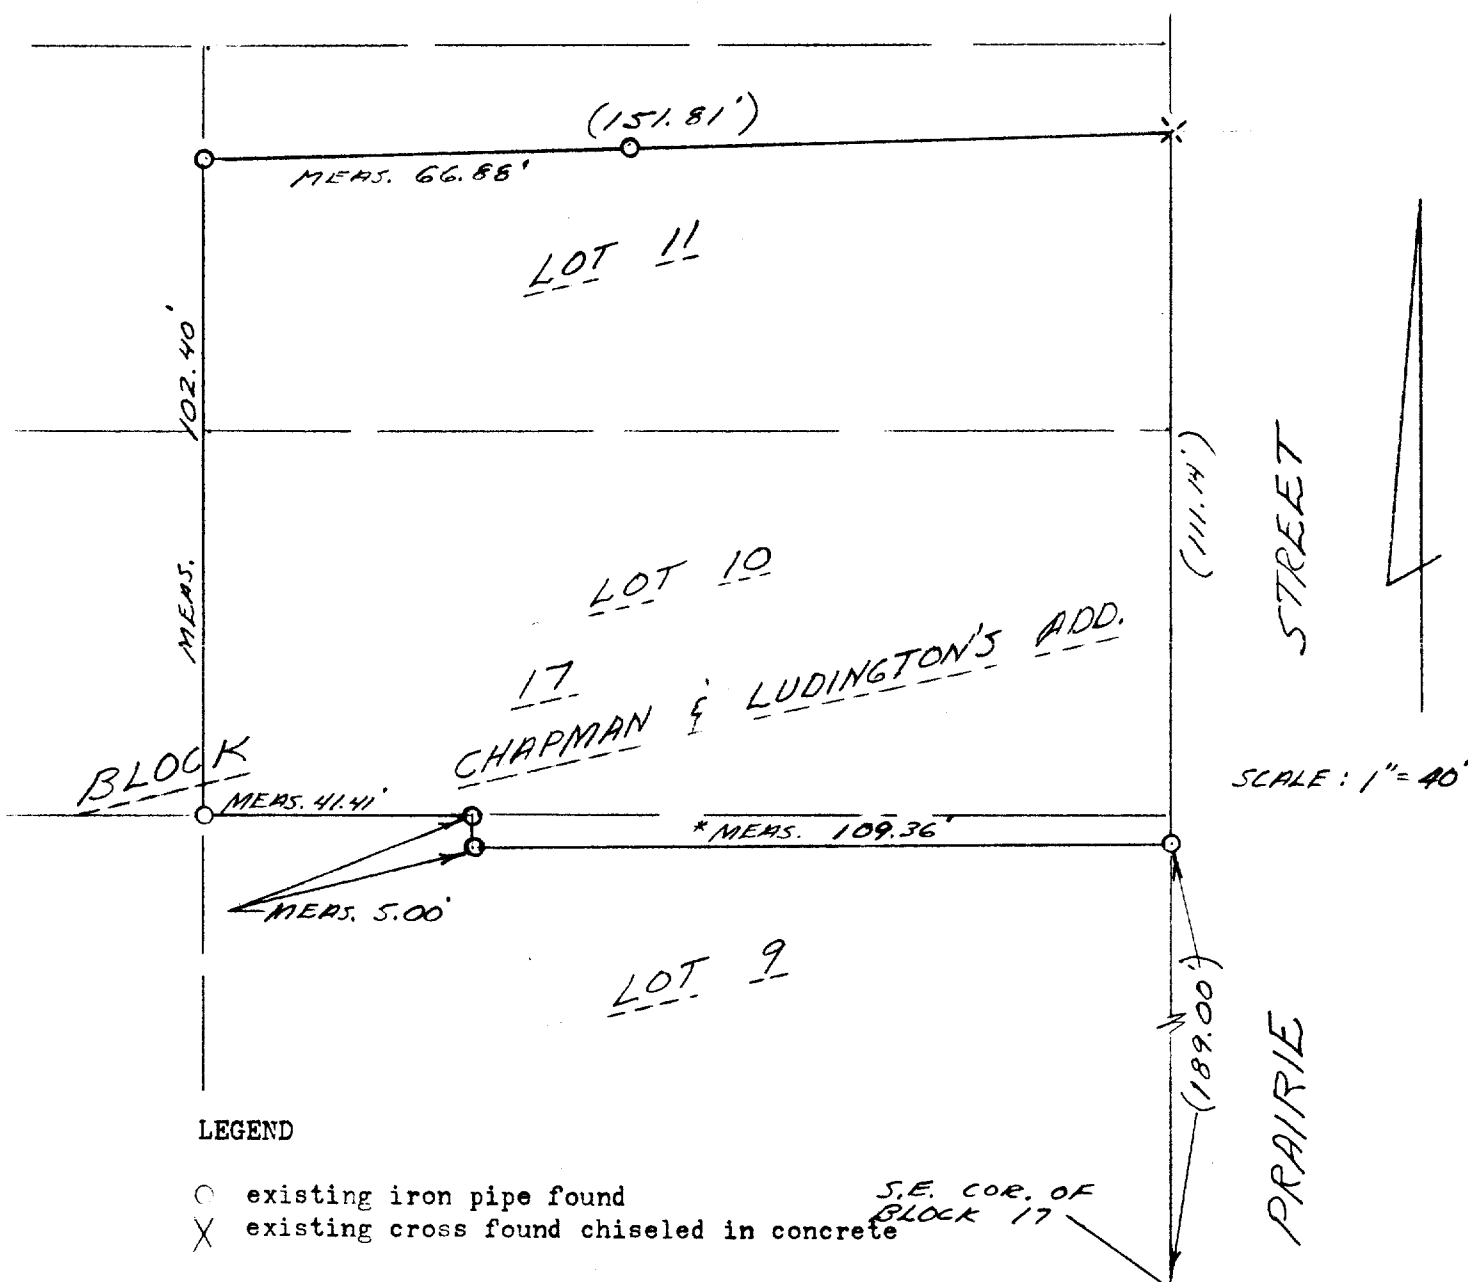 (151.81')
MEAS. 66.88'
LOT 11
MEAS. 102.40'
(111.14')
STREET
LOT 10
17
CHAPMAN & LUDINGTON'S ADD.
BLOCK
SCALE: 1"= 40'
MEAS. 41.41'
*MEAS. 109.36'
MEAS. 5.00'
LOT 9
(189.00')
PRAIRIE
LEGEND
O existing iron pipe found
X existing cross found chiseled in concrete
S.E. COR. OF
BLOCK 17